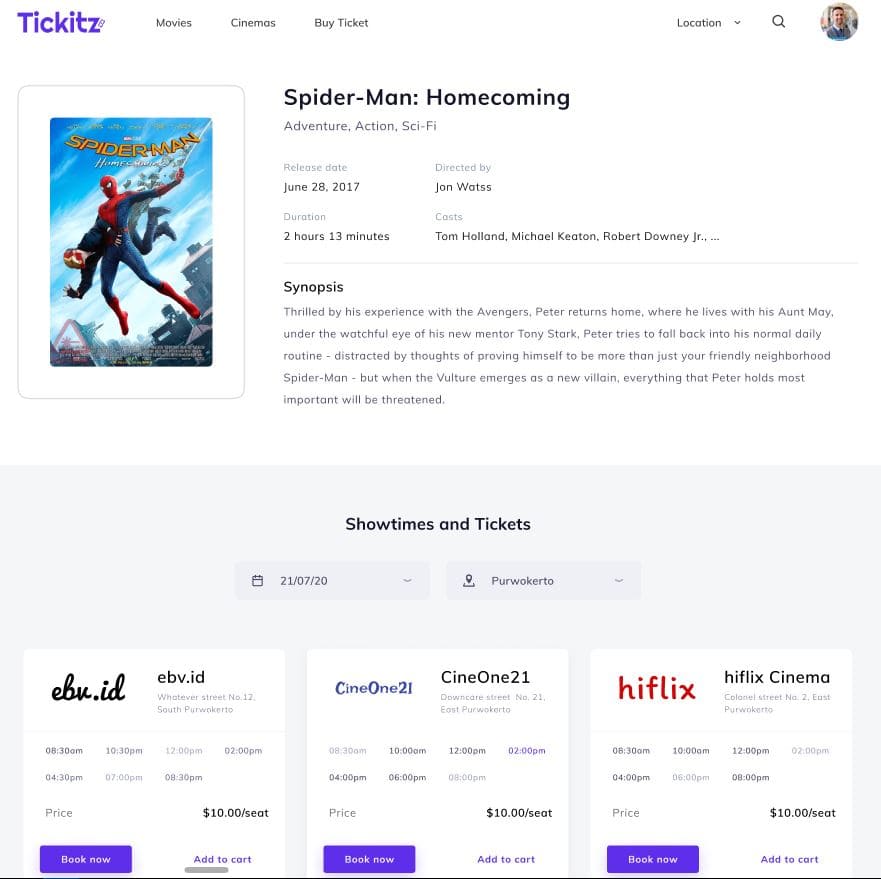 Tickitz
Movies Cinemas Buy Ticket Location
SPIDER-MAN
HOMECOMING
Spider-Man: Homecoming
Adventure, Action, Sci-Fi
Release date Directed by
June 28, 2017 Jon Watss
Duration Casts
2 hours 13 minutes Tom Holland, Michael Keaton, Robert Downey Jr., ...
Synopsis
Thrilled by his experience with the Avengers, Peter returns home, where he lives with his Aunt May,
under the watchful eye of his new mentor Tony Stark, Peter tries to fall back into his normal daily
routine - distracted by thoughts of proving himself to be more than just your friendly neighborhood
Spider-Man - but when the Vulture emerges as a new villain, everything that Peter holds most
important will be threatened.
Showtimes and Tickets
21/07/20 Purwokerto
ebv.id
ebv.id
Whatever street No.12,
South Purwokerto
08:30am 10:30pm 12:00pm 02:00pm
04:30pm 07:00pm 08:30pm
Price $10.00/seat
Book now Add to cart
CineOne21
CineOne21
Downcare street No. 21,
East Purwokerto
08:30am 10:00am 12:00pm 02:00pm
04:00pm 06:00pm 08:00pm
Price $10.00/seat
Book now Add to cart
hiflix
hiflix Cinema
Colonel street No. 2, East
Purwokerto
08:30am 10:00am 12:00pm 02:00pm
04:00pm 06:00pm 08:00pm
Price $10.00/seat
Book now Add to cart